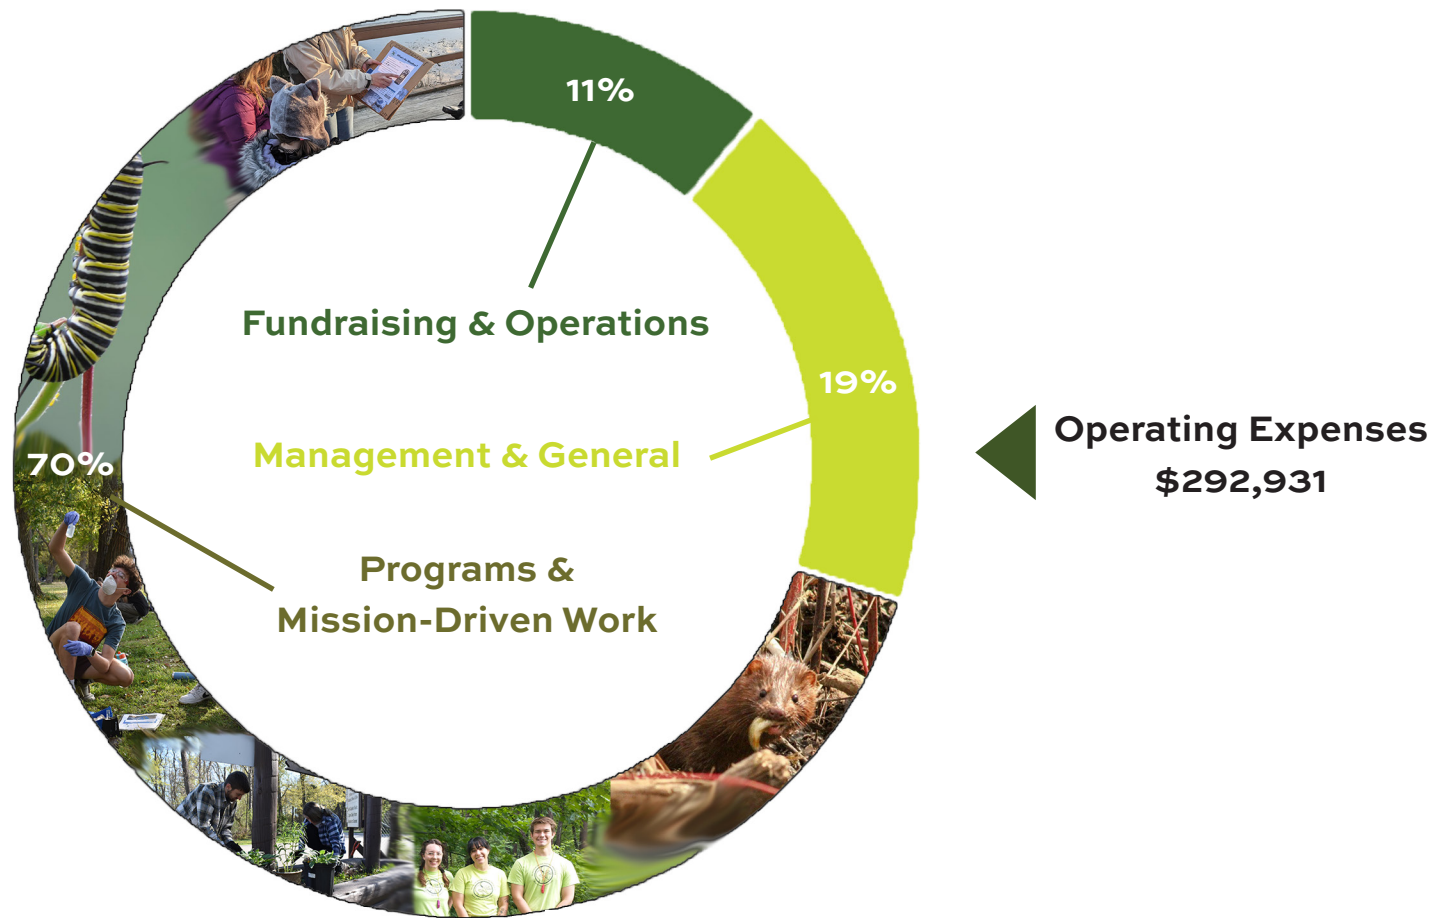 11%
Fundraising & Operations
19%
Management & General
Operating Expenses
$292,931
70%
Programs &
Mission-Driven Work